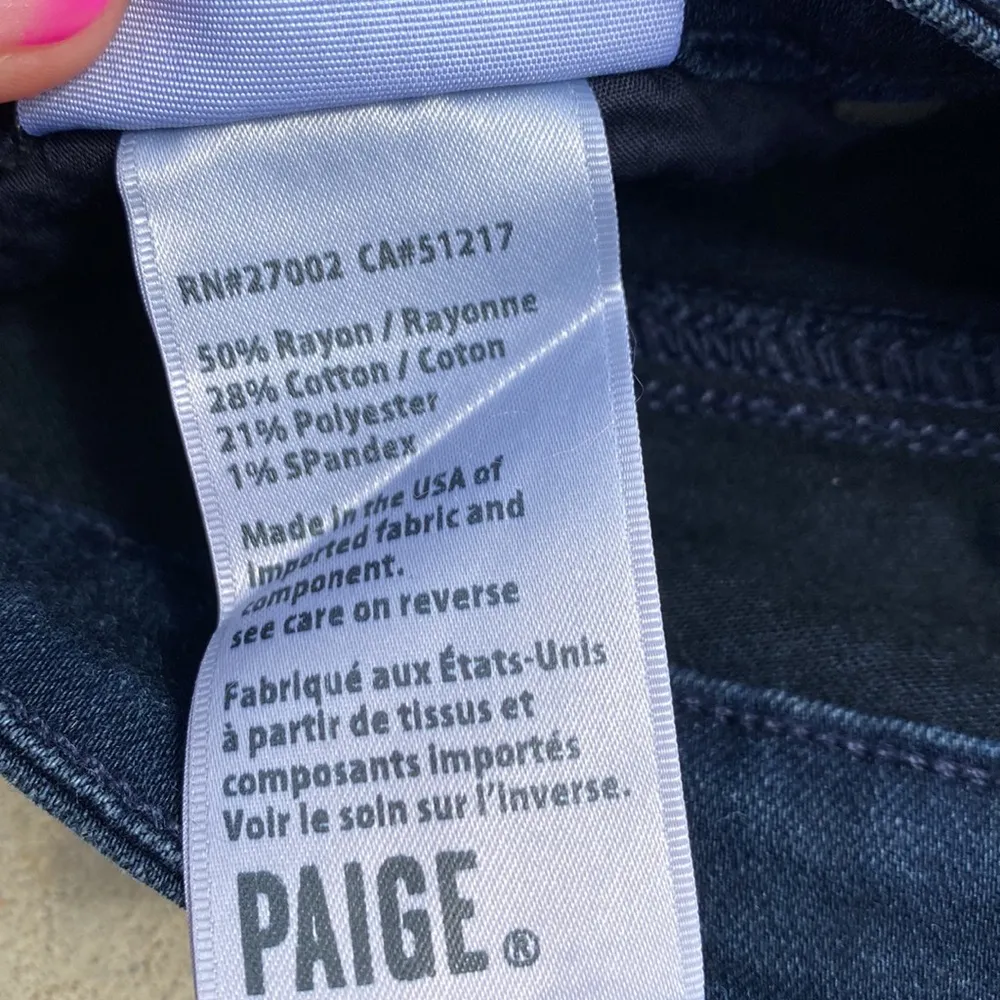 RN#27002 CA#51217
50% Rayon / Rayonne
28% Cotton / Coton
21% Polyester
1% SPandex
Made in the USA of
Imported fabric and
component.
see care on reverse
Fabriqué aux États-Unis
à partir de tissus et
composants importés
Voir le soin sur l'inverse.
PAIGE®